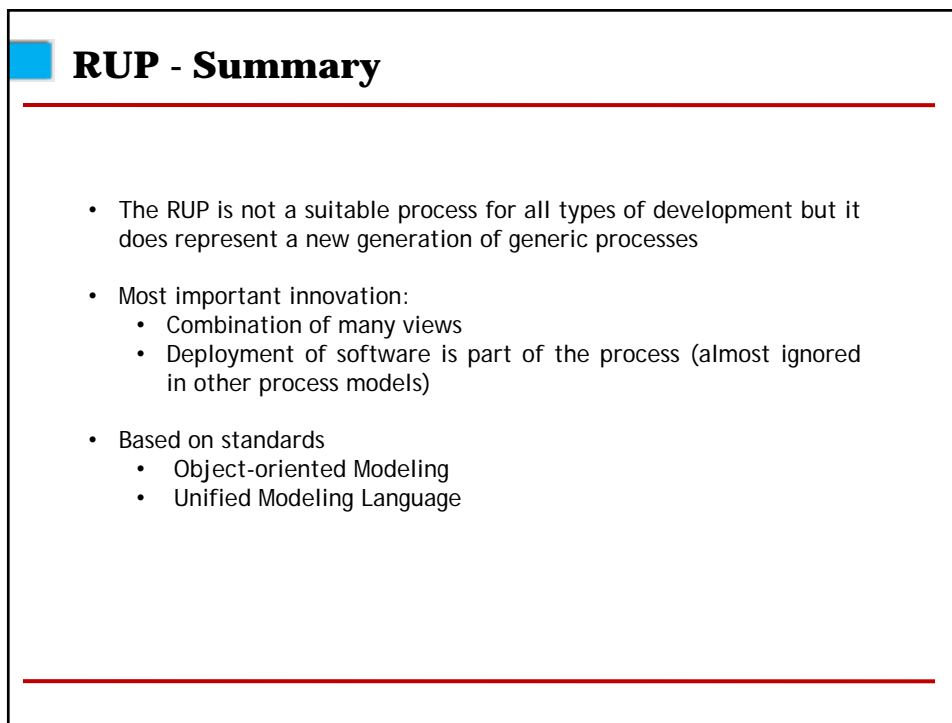 RUP - Summary
• The RUP is not a suitable process for all types of development but it
does represent a new generation of generic processes
• Most important innovation:
• Combination of many views
• Deployment of software is part of the process (almost ignored
in other process models)
• Based on standards
• Object-oriented Modeling
• Unified Modeling Language